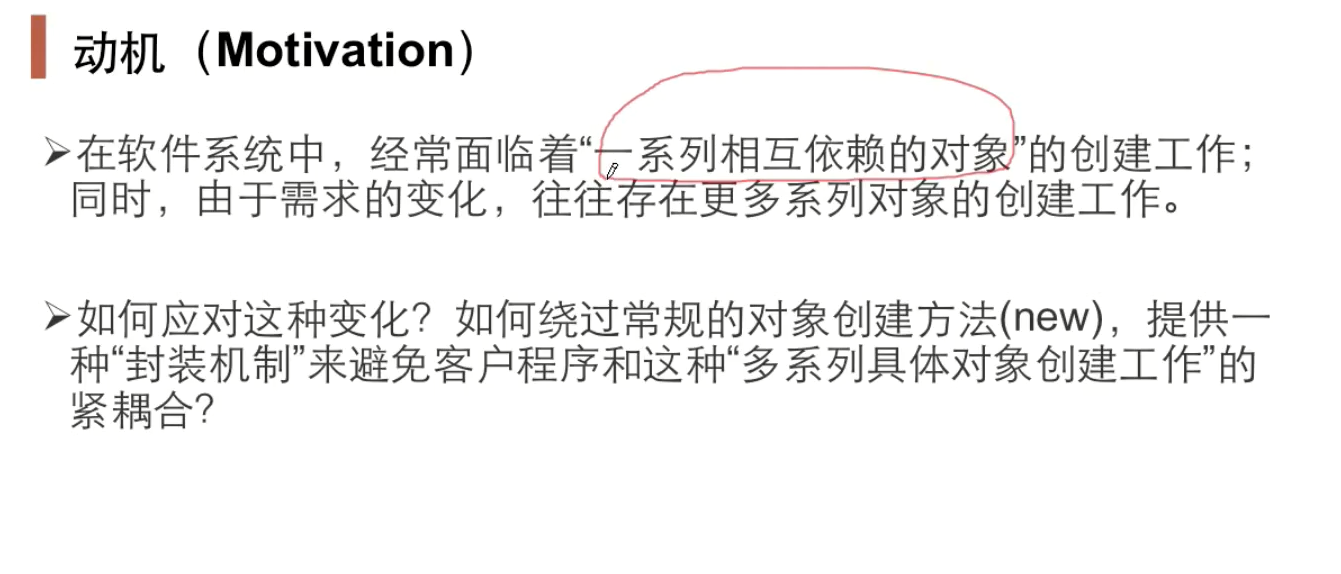 动机（Motivation）
➢在软件系统中，经常面临着“一系列相互依赖的对象”的创建工作；
同时，由于需求的变化，往往存在更多系列对象的创建工作。
➢如何应对这种变化？如何绕过常规的对象创建方法(new)，提供一
种“封装机制”来避免客户程序和这种“多系列具体对象创建工作”的
紧耦合？